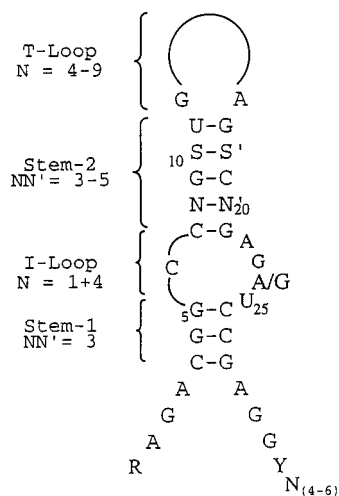 T-Loop
N = 4-9
G A
U-G
10 S-S'
Stem-2
NN'= 3-5
G-C
N-N'20
C-G A
I-Loop
N = 1+4
C G
A/G
U25
5G-C
Stem-1
NN'= 3
G-C
C-G
A A
G G
A G
R Y
N(4-6)